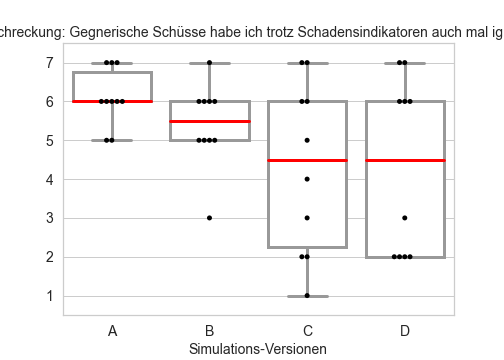 chreckung: Gegnerische Schüsse habe ich trotz Schadensindikatoren auch mal ig
7
6
5
4
3
2
1
A B C D
Simulations-Versionen